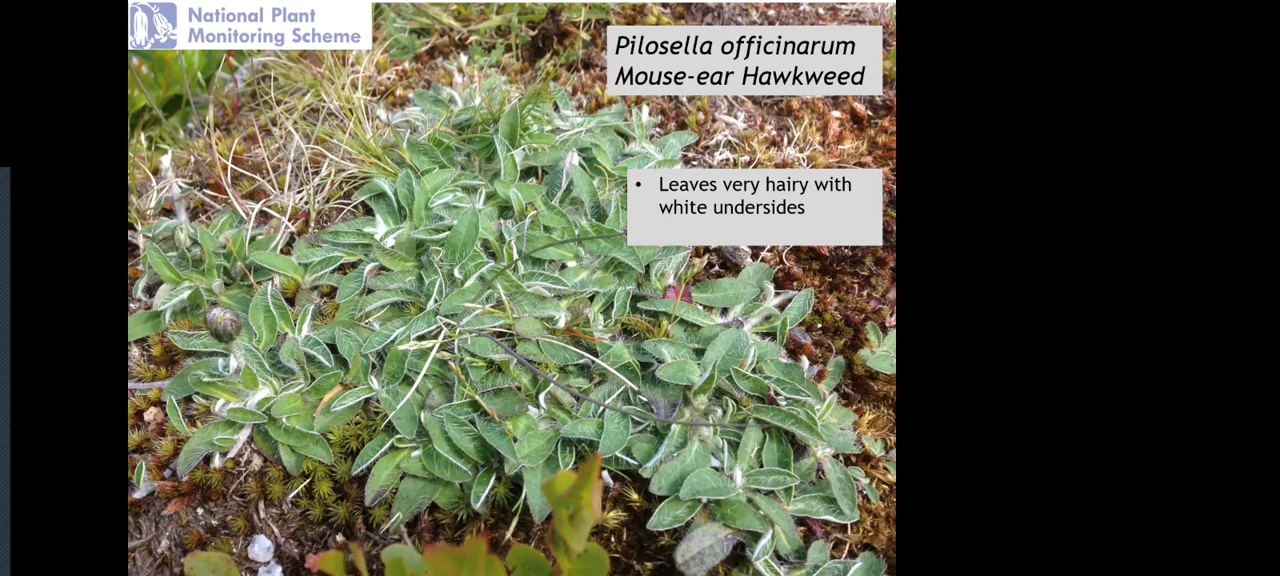 National Plant
Monitoring Scheme
Pilosella officinarum
Mouse-ear Hawkweed
• Leaves very hairy with
white undersides